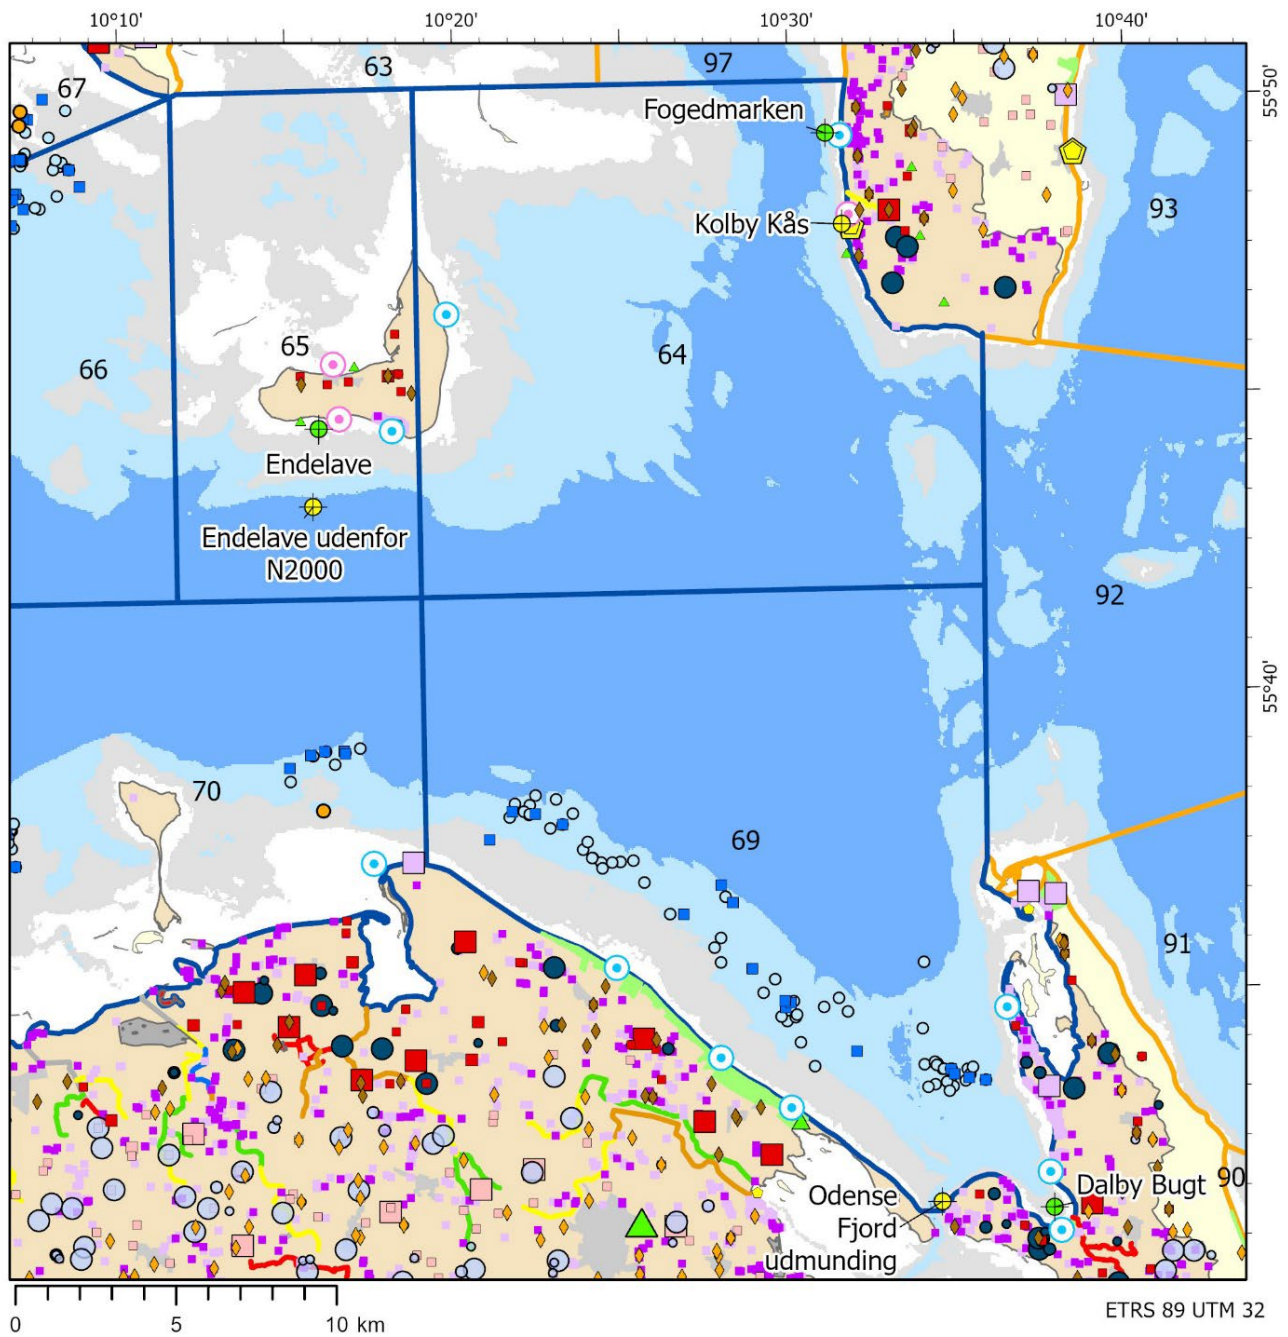 10°10'
10°20'
10°30'
10°40'
67
63
97
Fogedmarken
55°50'
93
Kolby Kås
65
64
66
Endelave
Endelave udenfor
N2000
92
55°40'
70
69
91
Dalby Bugt
90
Odense
Fjord
udmunding
0
5
10 km
ETRS 89 UTM 32